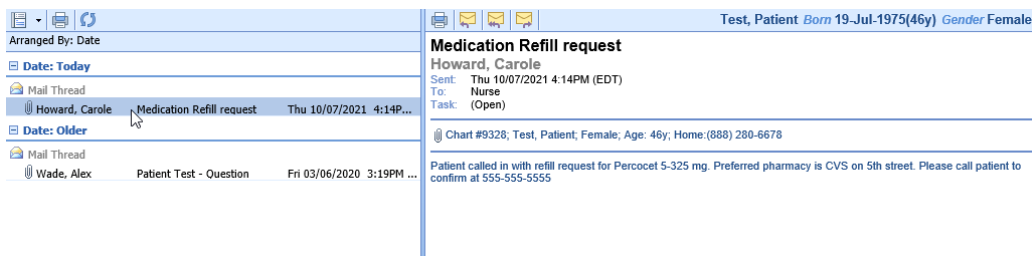 Arranged By: Date
Date: Today
Mail Thread
Howard, Carole Medication Refill request Thu 10/07/2021 4:14P...
Date: Older
Mail Thread
Wade, Alex Patient Test - Question Fri 03/06/2020 3:19PM ...
Test, Patient Born 19-Jul-1975(46y) Gender Female
Medication Refill request
Howard, Carole
Sent: Thu 10/07/2021 4:14PM (EDT)
To: Nurse
Task: (Open)
Chart #9328; Test, Patient; Female; Age: 46y; Home:(888) 280-6678
Patient called in with refill request for Percocet 5-325 mg. Preferred pharmacy is CVS on 5th street. Please call patient to
confirm at 555-555-5555